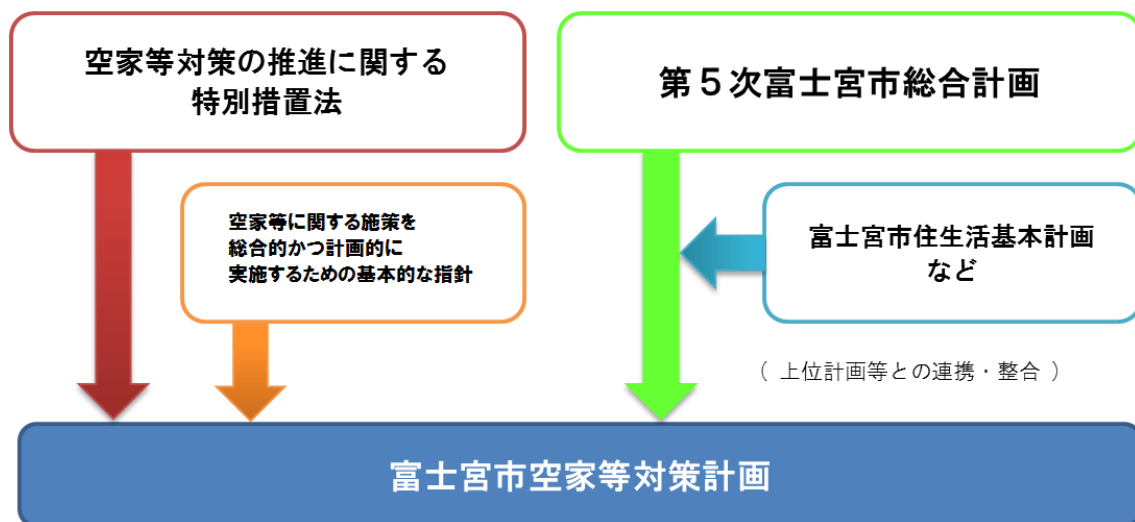 空家等対策の推進に関する
特別措置法
第５次富士宮市総合計画
空家等に関する施策を
総合的かつ計画的に
実施するための基本的な指針
富士宮市住生活基本計画
など
（ 上位計画等との連携・整合 ）
富士宮市空家等対策計画